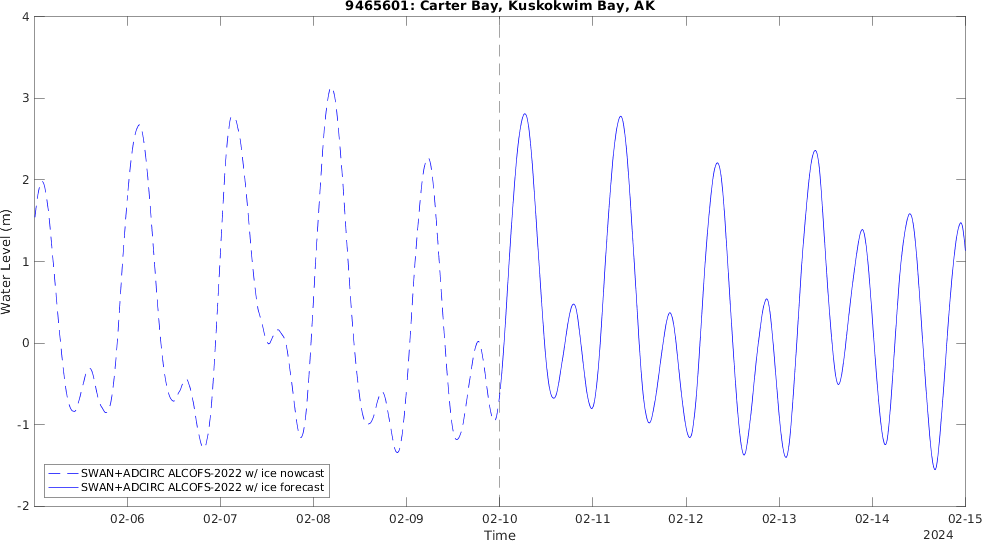 9465601: Carter Bay, Kuskokwim Bay, AK
4
3
2
1
0
-1
-2
Water Level (m)
SWAN+ADCIRC ALCOFS-2022 w/ ice nowcast
SWAN+ADCIRC ALCOFS-2022 w/ ice forecast
02-06 02-07 02-08 02-09 02-10 02-11 02-12 02-13 02-14 02-15
Time
2024